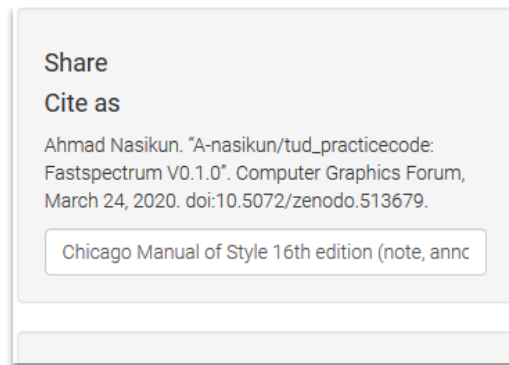 Share
Cite as
Ahmad Nasikun. “A-nasikun/tud_practicecode:
Fastspectrum V0.1.0”. Computer Graphics Forum,
March 24, 2020. doi:10.5072/zenodo.513679.
Chicago Manual of Style 16th edition (note, annc